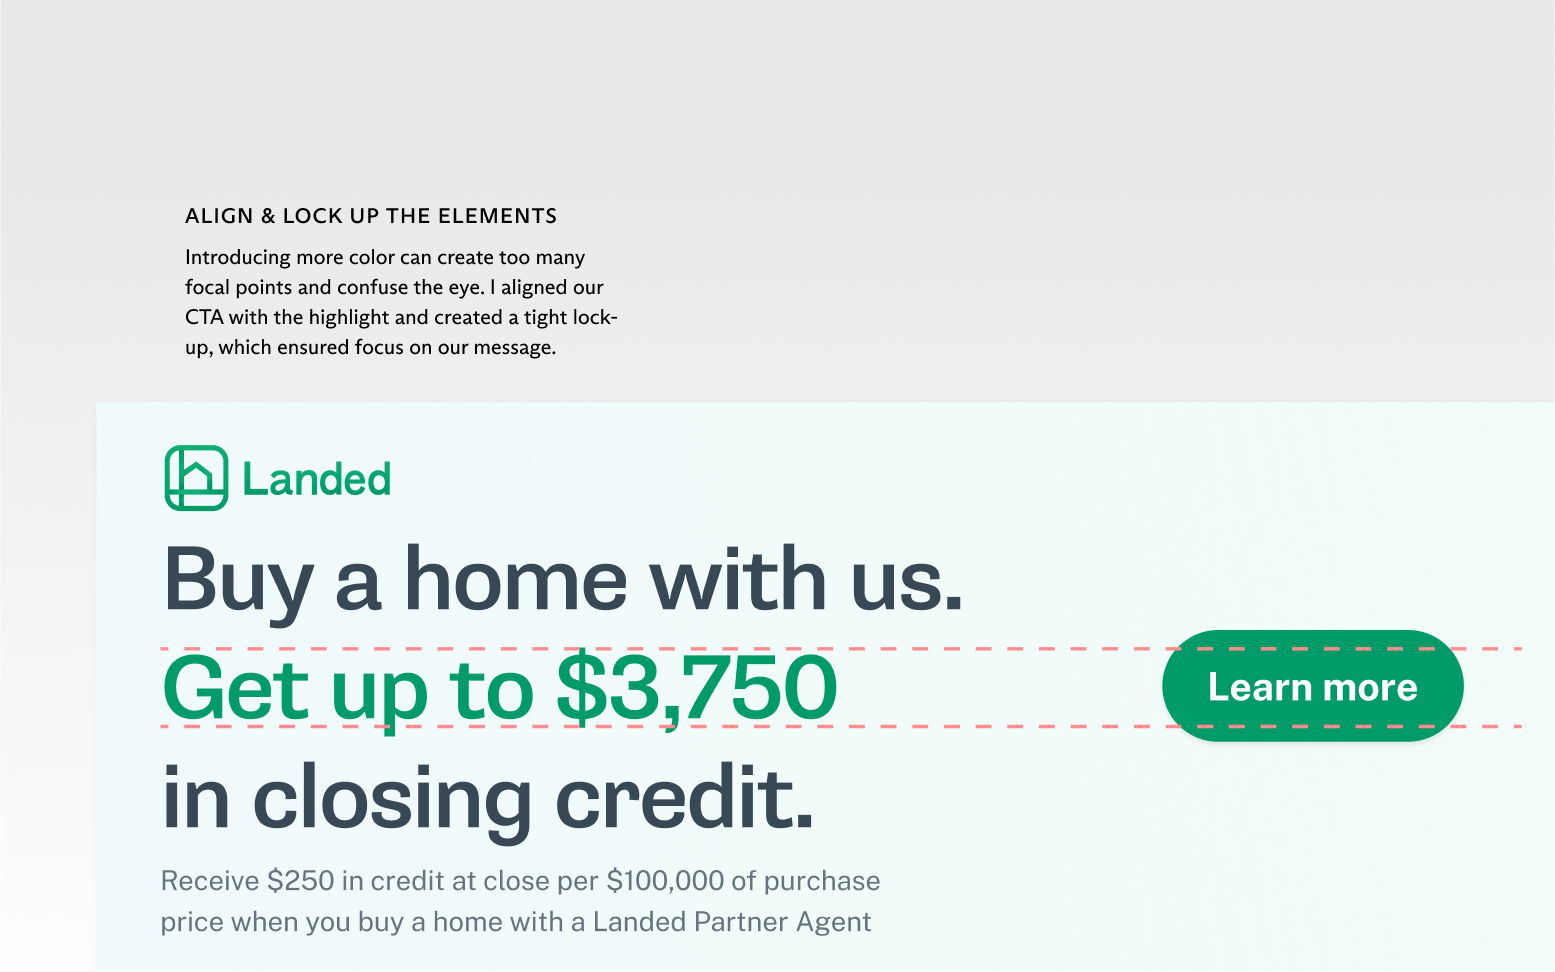 ALIGN & LOCK UP THE ELEMENTS
Introducing more color can create too many
focal points and confuse the eye. I aligned our
CTA with the highlight and created a tight lock-
up, which ensured focus on our message.
Landed
Buy a home with us.
Get up to $3,750
Learn more
in closing credit.
Receive $250 in credit at close per $100,000 of purchase
price when you buy a home with a Landed Partner Agent